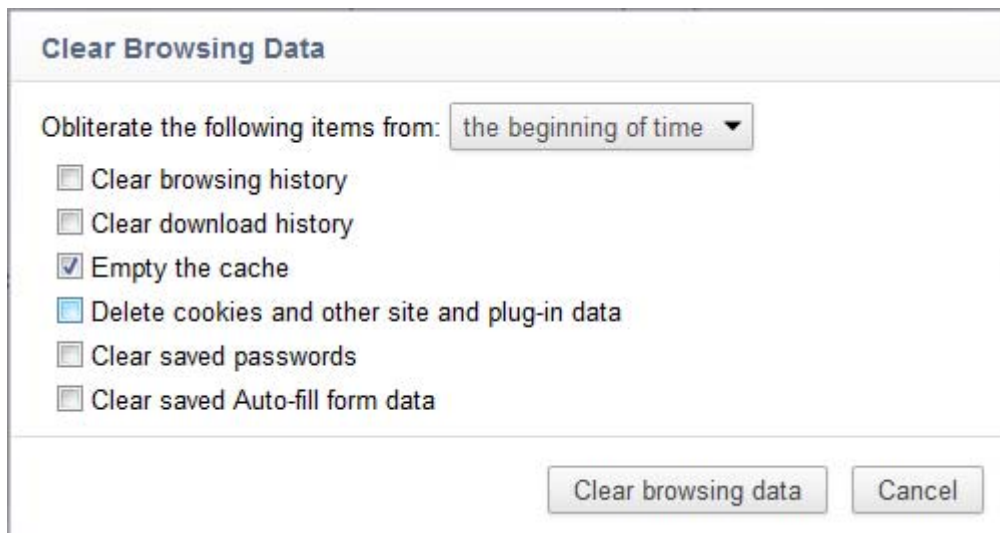 Clear Browsing Data
Obliterate the following items from: the beginning of time
Clear browsing history
Clear download history
Empty the cache
Delete cookies and other site and plug-in data
Clear saved passwords
Clear saved Auto-fill form data
Clear browsing data Cancel